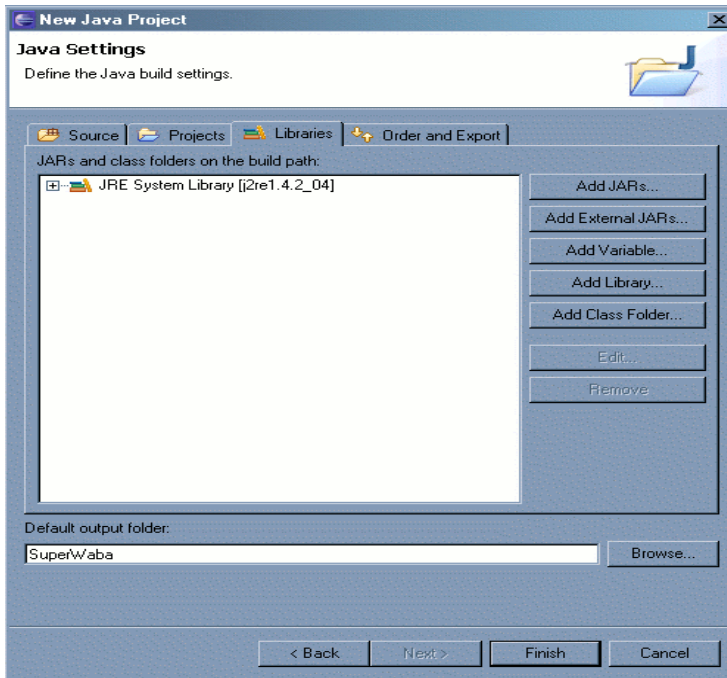 New Java Project
Java Settings
Define the Java build settings.
Source Projects Libraries Order and Export
JARs and class folders on the build path:
JRE System Library [j2re1.4.2_04]
Add JARs...
Add External JARs...
Add Variable...
Add Library...
Add Class Folder...
Edit...
Remove
Default output folder:
SuperWaba
Browse...
< Back Next > Finish Cancel